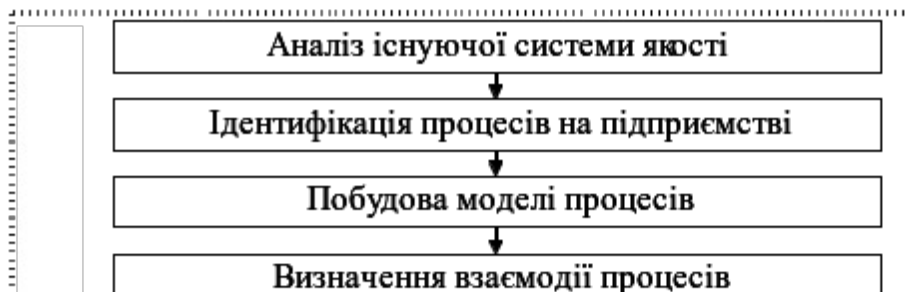 Аналіз існуючої системи якості
Ідентифікація процесів на підприємстві
Побудова моделі процесів
Визначення взаємодії процесів